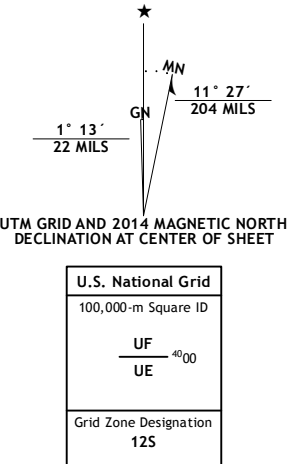 ★
MN
11° 27´
204 MILS
GN
1° 13´
22 MILS
UTM GRID AND 2014 MAGNETIC NORTH
DECLINATION AT CENTER OF SHEET
U.S. National Grid
100,000-m Square ID
UF
4000
UE
Grid Zone Designation
12S